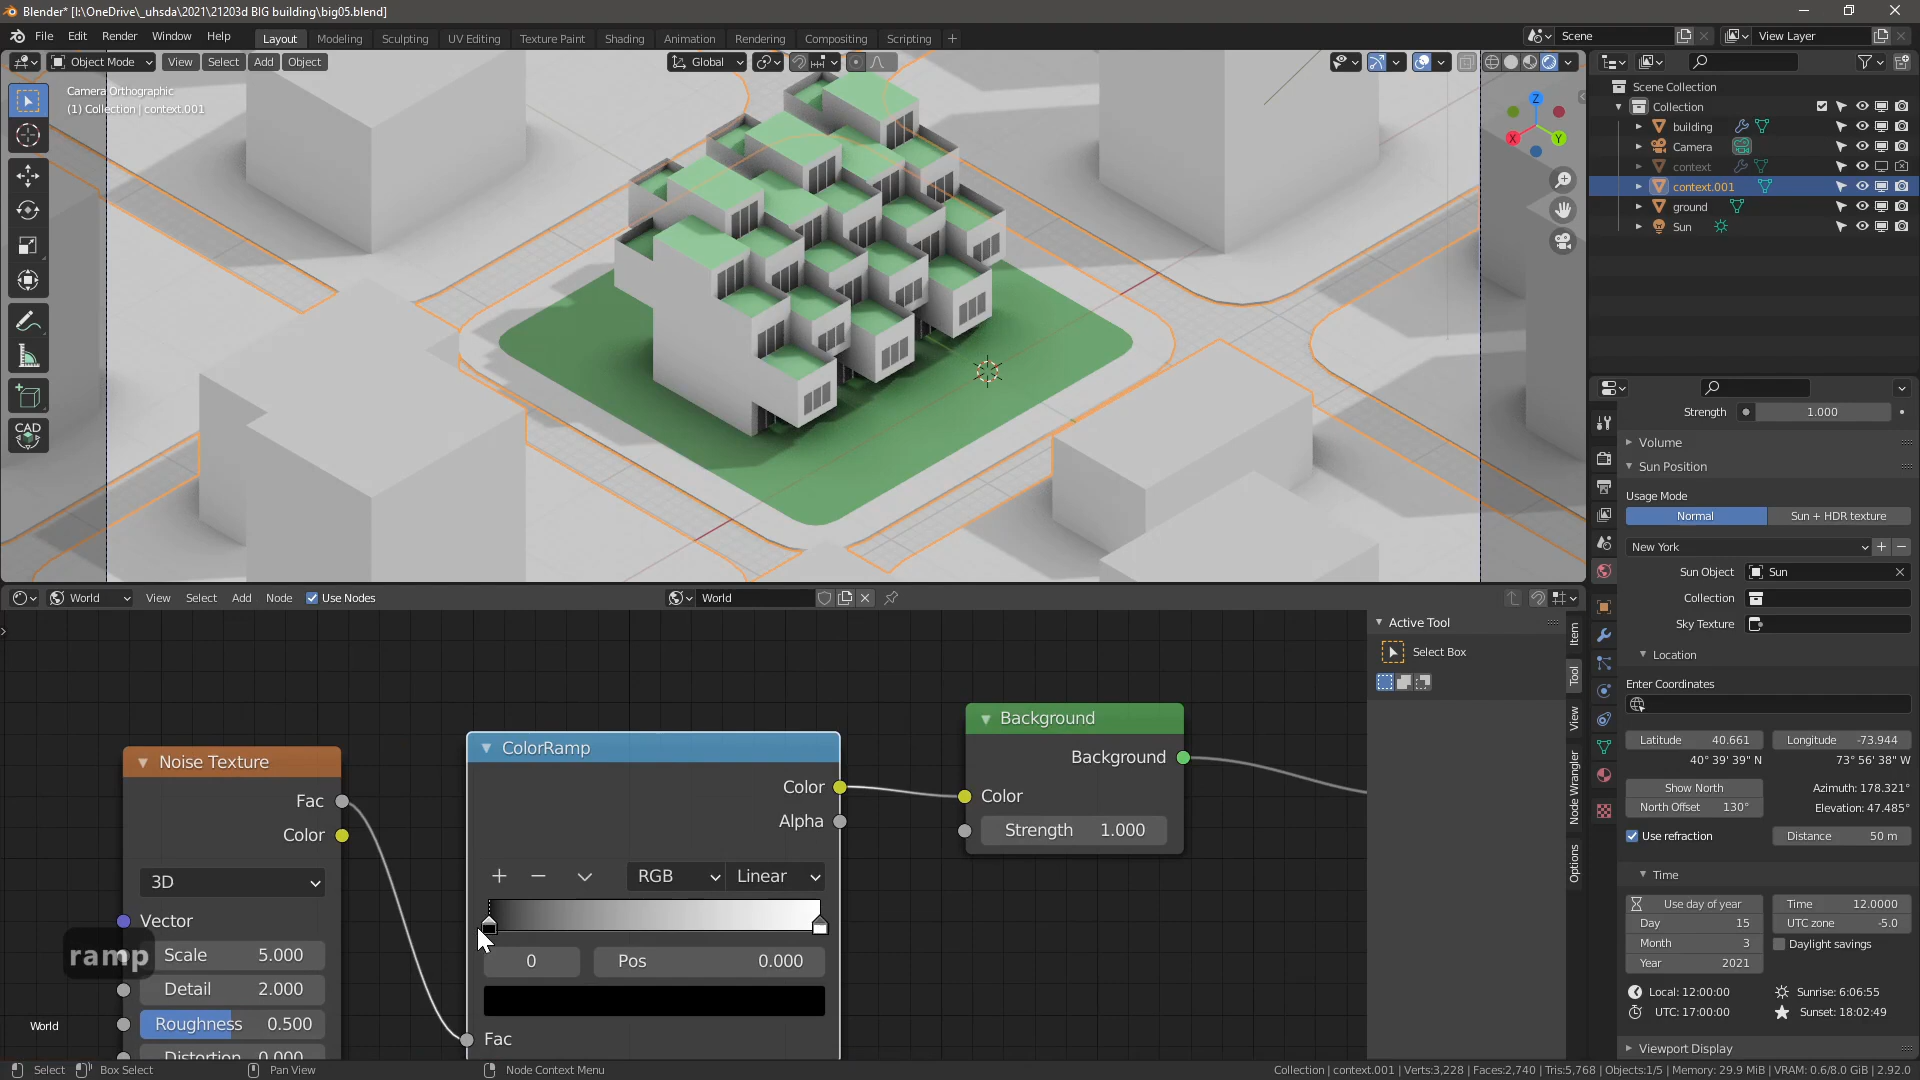 Blender* [I:\OneDrive\_uhsda\2021\21203d BIG building\big05.blend]
File Edit Render Window Help
Layout Modeling Sculpting UV Editing Texture Paint Shading Animation Rendering Compositing Scripting +
Scene
View Layer
Object Mode View Select Add Object
Global
Camera Orthographic
(1) Collection | context.001
CAD
Z
X
Y
Scene Collection
Collection
building
Camera
context
context.001
ground
Sun
Strength 1.000
Volume
Sun Position
Usage Mode
Normal Sun + HDR texture
New York
Sun Object Sun
Collection
Sky Texture
Location
Enter Coordinates
Latitude 40.661 Longitude -73.944
40° 39' 39" N 73° 56' 38" W
Show North Azimuth: 178.321°
North Offset 130° Elevation: 47.485°
Use refraction Distance 50 m
Time
Use day of year Time 12.0000
Day 15 UTC zone -5.0
Month 3 Daylight savings
Year 2021
Local: 12:00:00 Sunrise: 6:06:55
UTC: 17:00:00 Sunset: 18:02:49
Viewport Display
World View Select Add Node Use Nodes World
Active Tool
Select Box
Item
Tool
View
Node Wrangler
Options
Noise Texture
Fac
Color
3D
Vector
Scale 5.000
Detail 2.000
Roughness 0.500
Distortion 0.000
ramp
World
ColorRamp
Color
Alpha
RGB Linear
0 Pos 0.000
Fac
Background
Background
Color
Strength 1.000
Select Box Select Pan View Node Context Menu
Collection | context.001 | Verts:3,228 | Faces:2,740 | Tris:5,768 | Objects:1/5 | Memory: 29.9 MiB | VRAM: 0.6/8.0 GiB | 2.92.0